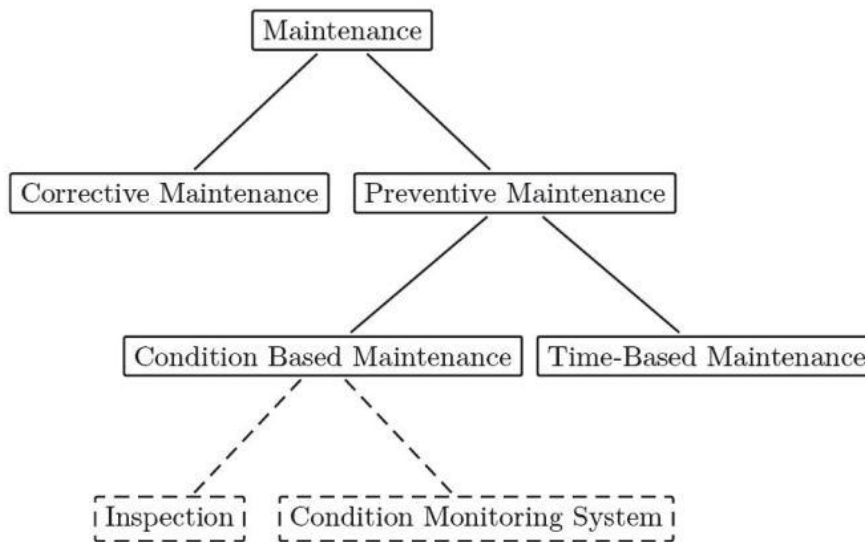 Maintenance
Corrective Maintenance
Preventive Maintenance
Condition Based Maintenance
Time-Based Maintenance
Inspection
Condition Monitoring System